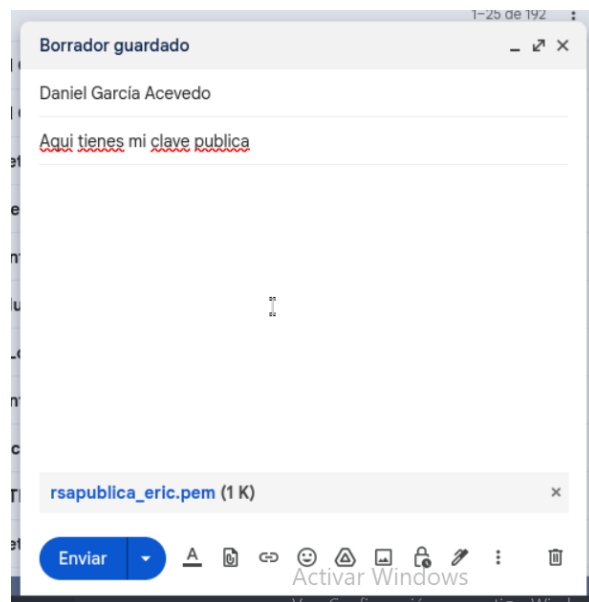 1–25 de 192
Borrador guardado
Daniel García Acevedo
Aqui tienes mi clave publica
rsapublica_eric.pem (1 K)
Enviar
Activar Windows